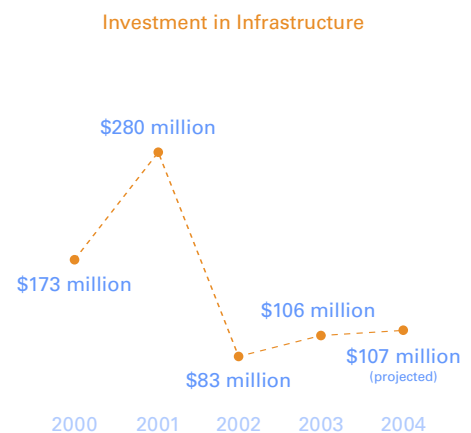 Investment in Infrastructure
$280 million
$173 million
$106 million
$107 million
(projected)
$83 million
2000 2001 2002 2003 2004